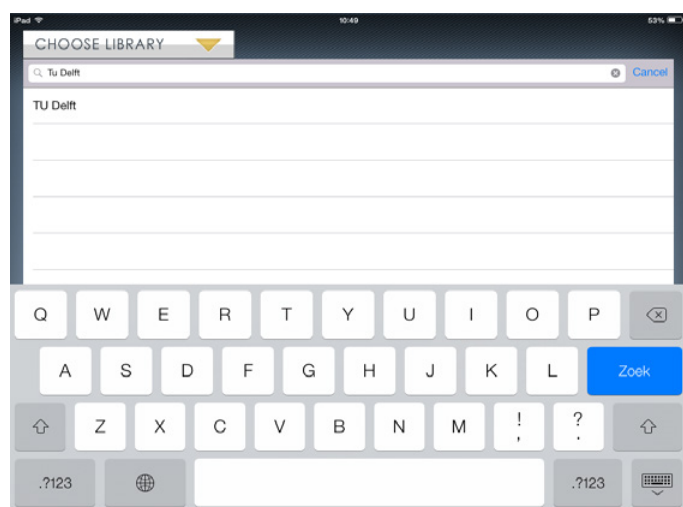 iPad 10:49 53%
CHOOSE LIBRARY
Tu Delft Cancel
TU Delft
Q W E R T Y U I O P
A S D F G H J K L Zoek
Z X C V B N M ! , ? .
.?123 .?123